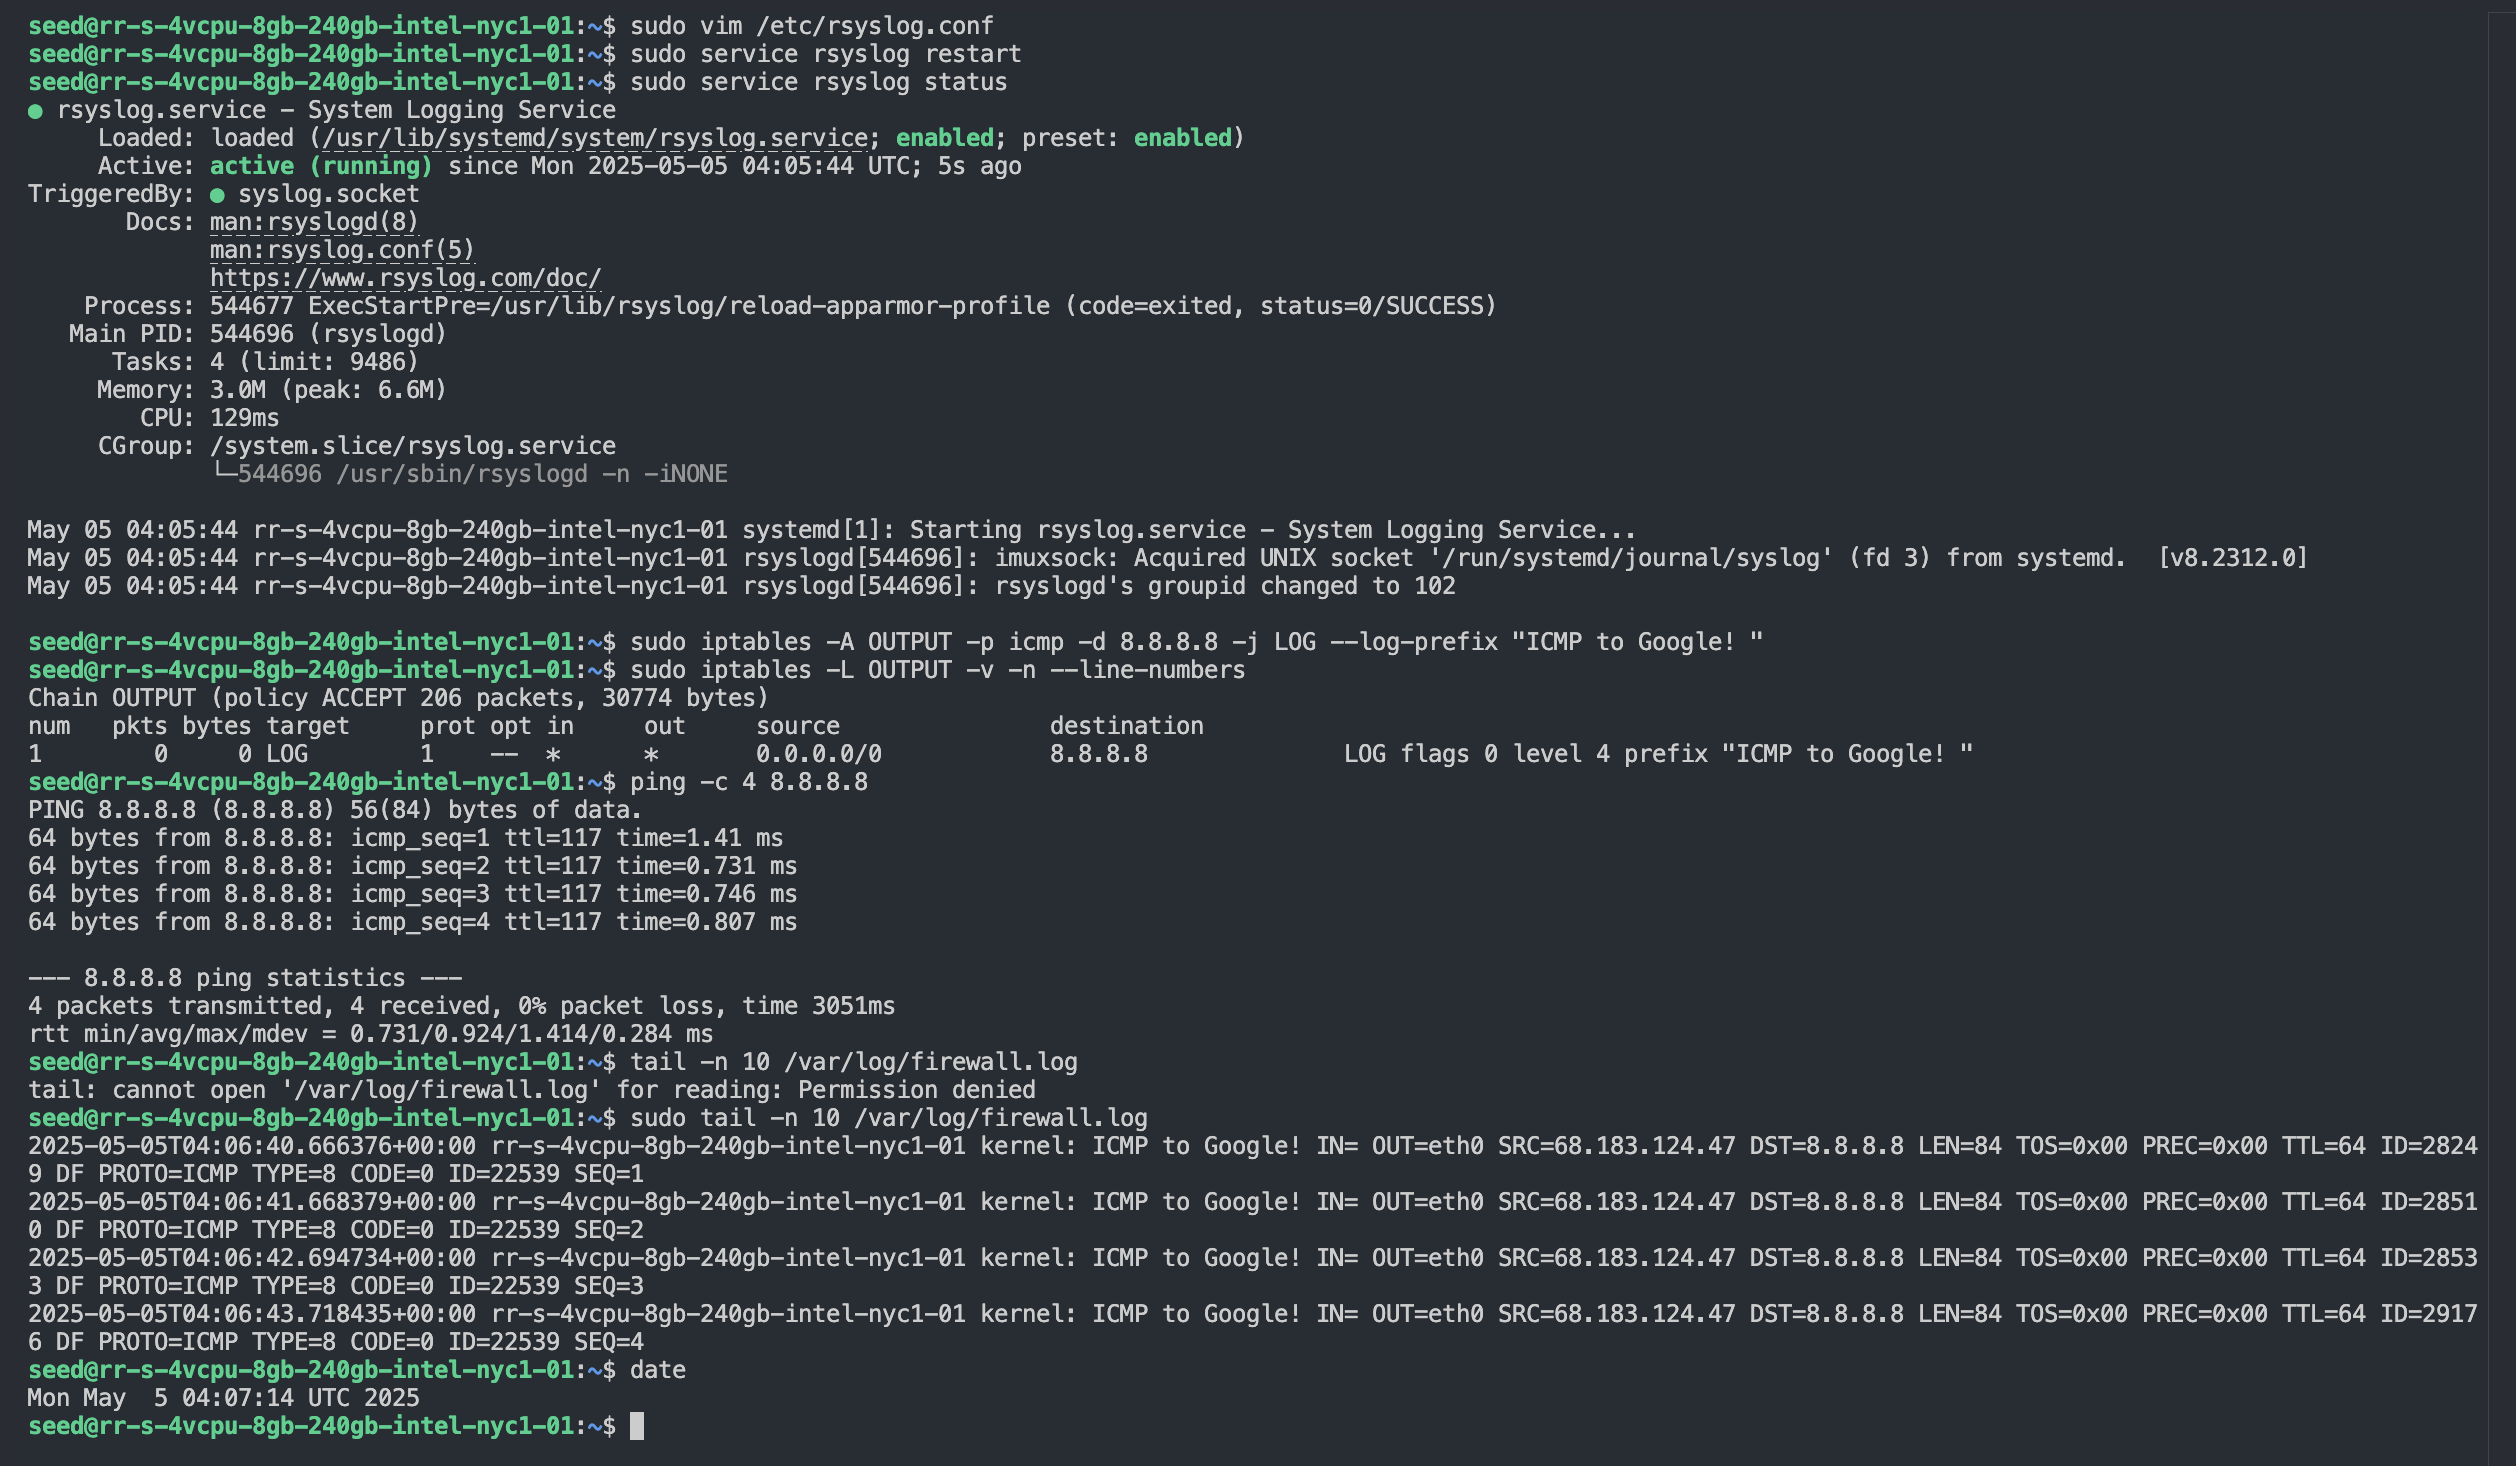 seed@rr-s-4vcpu-8gb-240gb-intel-nyc1-01:~$ sudo vim /etc/rsyslog.conf
seed@rr-s-4vcpu-8gb-240gb-intel-nyc1-01:~$ sudo service rsyslog restart
seed@rr-s-4vcpu-8gb-240gb-intel-nyc1-01:~$ sudo service rsyslog status
● rsyslog.service - System Logging Service
     Loaded: loaded (/usr/lib/systemd/system/rsyslog.service; enabled; preset: enabled)
     Active: active (running) since Mon 2025-05-05 04:05:44 UTC; 5s ago
TriggeredBy: ● syslog.socket
       Docs: man:rsyslogd(8)
             man:rsyslog.conf(5)
             https://www.rsyslog.com/doc/
    Process: 544677 ExecStartPre=/usr/lib/rsyslog/reload-apparmor-profile (code=exited, status=0/SUCCESS)
   Main PID: 544696 (rsyslogd)
      Tasks: 4 (limit: 9486)
     Memory: 3.0M (peak: 6.6M)
        CPU: 129ms
     CGroup: /system.slice/rsyslog.service
             └─544696 /usr/sbin/rsyslogd -n -iNONE

May 05 04:05:44 rr-s-4vcpu-8gb-240gb-intel-nyc1-01 systemd[1]: Starting rsyslog.service - System Logging Service...
May 05 04:05:44 rr-s-4vcpu-8gb-240gb-intel-nyc1-01 rsyslogd[544696]: imuxsock: Acquired UNIX socket '/run/systemd/journal/syslog' (fd 3) from systemd.  [v8.2312.0]
May 05 04:05:44 rr-s-4vcpu-8gb-240gb-intel-nyc1-01 rsyslogd[544696]: rsyslogd's groupid changed to 102

seed@rr-s-4vcpu-8gb-240gb-intel-nyc1-01:~$ sudo iptables -A OUTPUT -p icmp -d 8.8.8.8 -j LOG --log-prefix "ICMP to Google! "
seed@rr-s-4vcpu-8gb-240gb-intel-nyc1-01:~$ sudo iptables -L OUTPUT -v -n --line-numbers
Chain OUTPUT (policy ACCEPT 206 packets, 30774 bytes)
num   pkts bytes target     prot opt in     out     source               destination
1        0     0 LOG        1    --  *      *       0.0.0.0/0            8.8.8.8              LOG flags 0 level 4 prefix "ICMP to Google! "
seed@rr-s-4vcpu-8gb-240gb-intel-nyc1-01:~$ ping -c 4 8.8.8.8
PING 8.8.8.8 (8.8.8.8) 56(84) bytes of data.
64 bytes from 8.8.8.8: icmp_seq=1 ttl=117 time=1.41 ms
64 bytes from 8.8.8.8: icmp_seq=2 ttl=117 time=0.731 ms
64 bytes from 8.8.8.8: icmp_seq=3 ttl=117 time=0.746 ms
64 bytes from 8.8.8.8: icmp_seq=4 ttl=117 time=0.807 ms

--- 8.8.8.8 ping statistics ---
4 packets transmitted, 4 received, 0% packet loss, time 3051ms
rtt min/avg/max/mdev = 0.731/0.924/1.414/0.284 ms
seed@rr-s-4vcpu-8gb-240gb-intel-nyc1-01:~$ tail -n 10 /var/log/firewall.log
tail: cannot open '/var/log/firewall.log' for reading: Permission denied
seed@rr-s-4vcpu-8gb-240gb-intel-nyc1-01:~$ sudo tail -n 10 /var/log/firewall.log
2025-05-05T04:06:40.666376+00:00 rr-s-4vcpu-8gb-240gb-intel-nyc1-01 kernel: ICMP to Google! IN= OUT=eth0 SRC=68.183.124.47 DST=8.8.8.8 LEN=84 TOS=0x00 PREC=0x00 TTL=64 ID=2824
9 DF PROTO=ICMP TYPE=8 CODE=0 ID=22539 SEQ=1
2025-05-05T04:06:41.668379+00:00 rr-s-4vcpu-8gb-240gb-intel-nyc1-01 kernel: ICMP to Google! IN= OUT=eth0 SRC=68.183.124.47 DST=8.8.8.8 LEN=84 TOS=0x00 PREC=0x00 TTL=64 ID=2851
0 DF PROTO=ICMP TYPE=8 CODE=0 ID=22539 SEQ=2
2025-05-05T04:06:42.694734+00:00 rr-s-4vcpu-8gb-240gb-intel-nyc1-01 kernel: ICMP to Google! IN= OUT=eth0 SRC=68.183.124.47 DST=8.8.8.8 LEN=84 TOS=0x00 PREC=0x00 TTL=64 ID=2853
3 DF PROTO=ICMP TYPE=8 CODE=0 ID=22539 SEQ=3
2025-05-05T04:06:43.718435+00:00 rr-s-4vcpu-8gb-240gb-intel-nyc1-01 kernel: ICMP to Google! IN= OUT=eth0 SRC=68.183.124.47 DST=8.8.8.8 LEN=84 TOS=0x00 PREC=0x00 TTL=64 ID=2917
6 DF PROTO=ICMP TYPE=8 CODE=0 ID=22539 SEQ=4
seed@rr-s-4vcpu-8gb-240gb-intel-nyc1-01:~$ date
Mon May  5 04:07:14 UTC 2025
seed@rr-s-4vcpu-8gb-240gb-intel-nyc1-01:~$